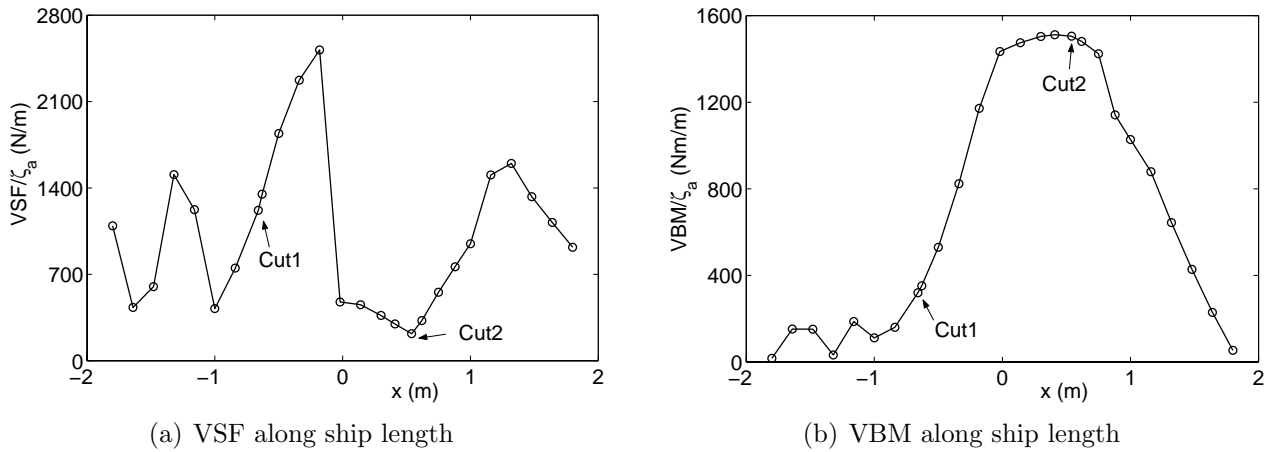 2800
2100
1400
700
0
VSF/ζa (N/m)
Cut1
Cut2
−2
−1
0
1
2
x (m)
(a) VSF along ship length
1600
1200
800
400
0
VBM/ζa (Nm/m)
Cut2
Cut1
−2
−1
0
1
2
x (m)
(b) VBM along ship length